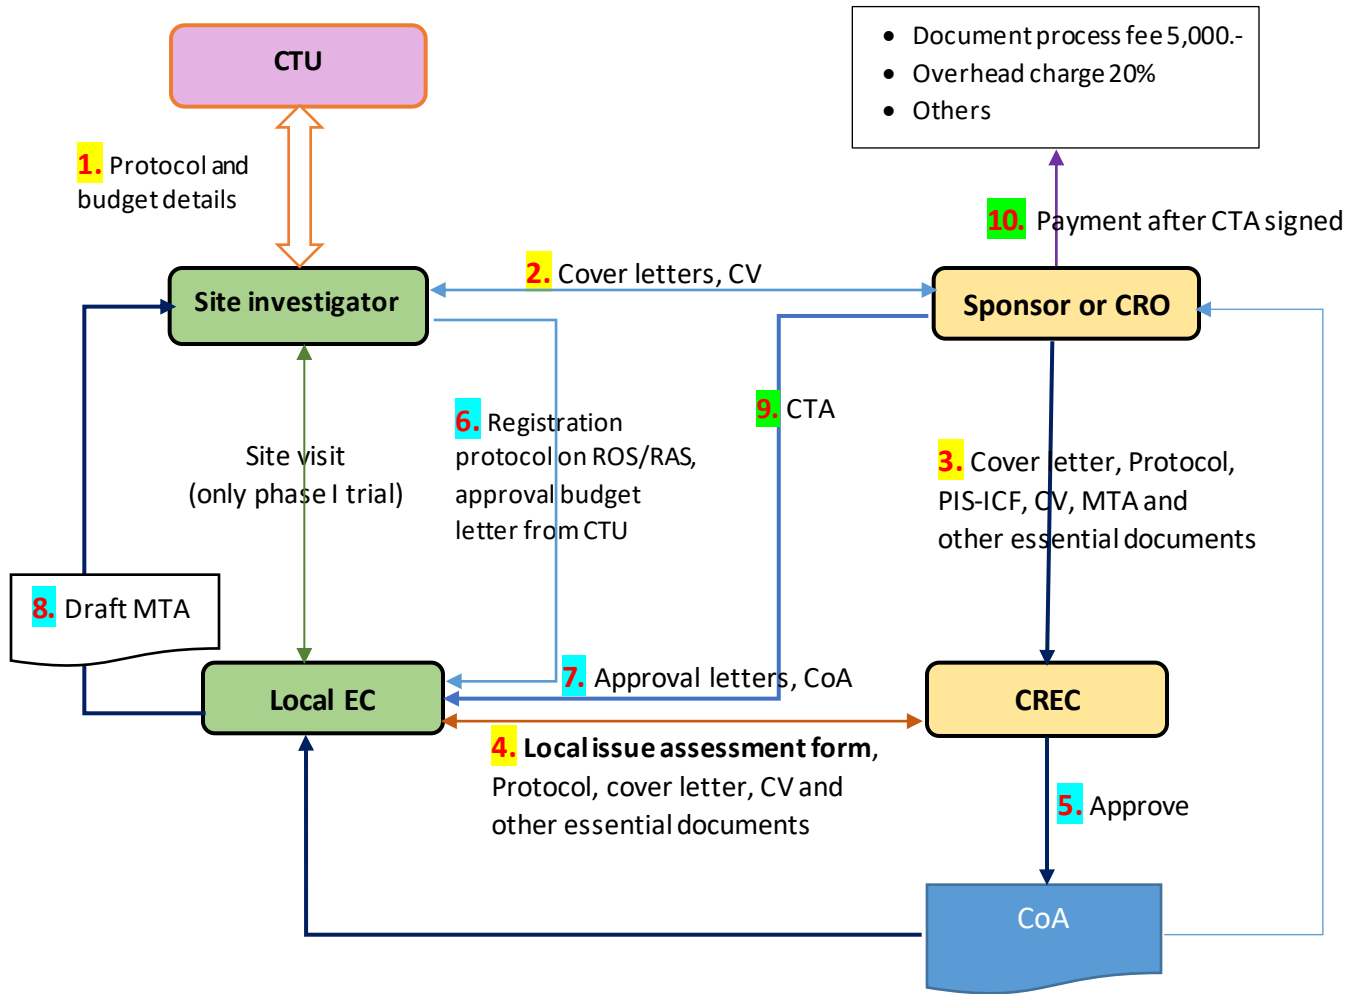 CTU
• Document process fee 5,000.-
• Overhead charge 20%
• Others
1. Protocol and
budget details
10. Payment after CTA signed
2. Cover letters, CV
Site investigator
Sponsor or CRO
9. CTA
6. Registration
protocol on ROS/RAS,
approval budget
letter from CTU
Site visit
(only phase I trial)
3. Cover letter, Protocol,
PIS-ICF, CV, MTA and
other essential documents
8. Draft MTA
7. Approval letters, CoA
Local EC
CREC
4. Local issue assessment form,
Protocol, cover letter, CV and
other essential documents
5. Approve
CoA